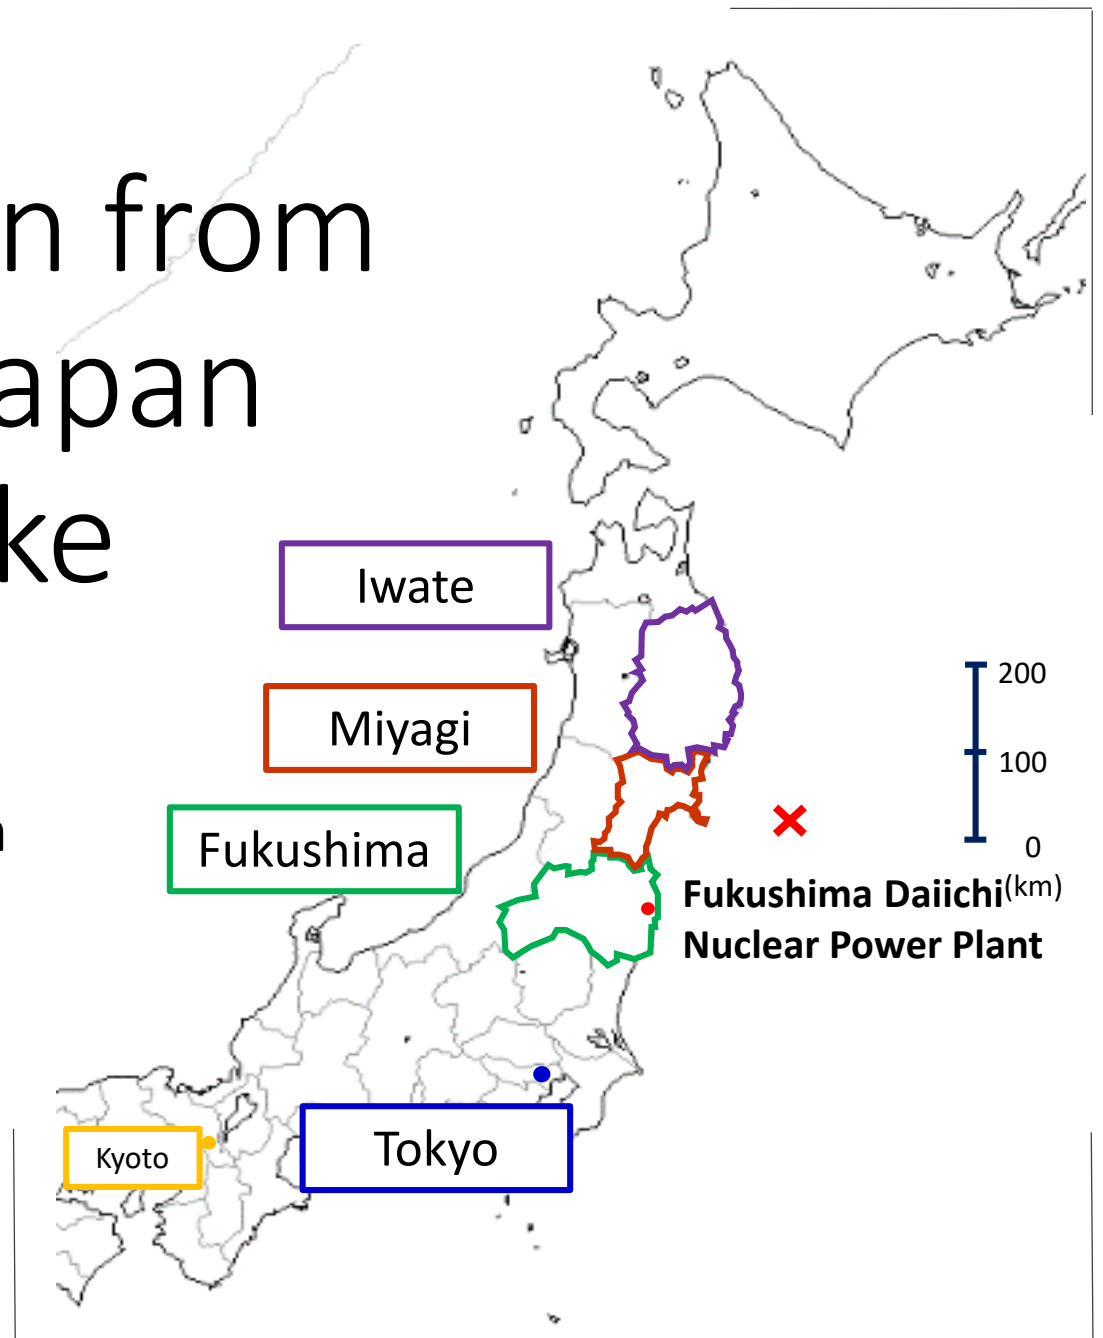 n from
apan
ke
Iwate
Miyagi
Fukushima
200
100
0
(km)
Fukushima Daiichi
Nuclear Power Plant
Tokyo
Kyoto